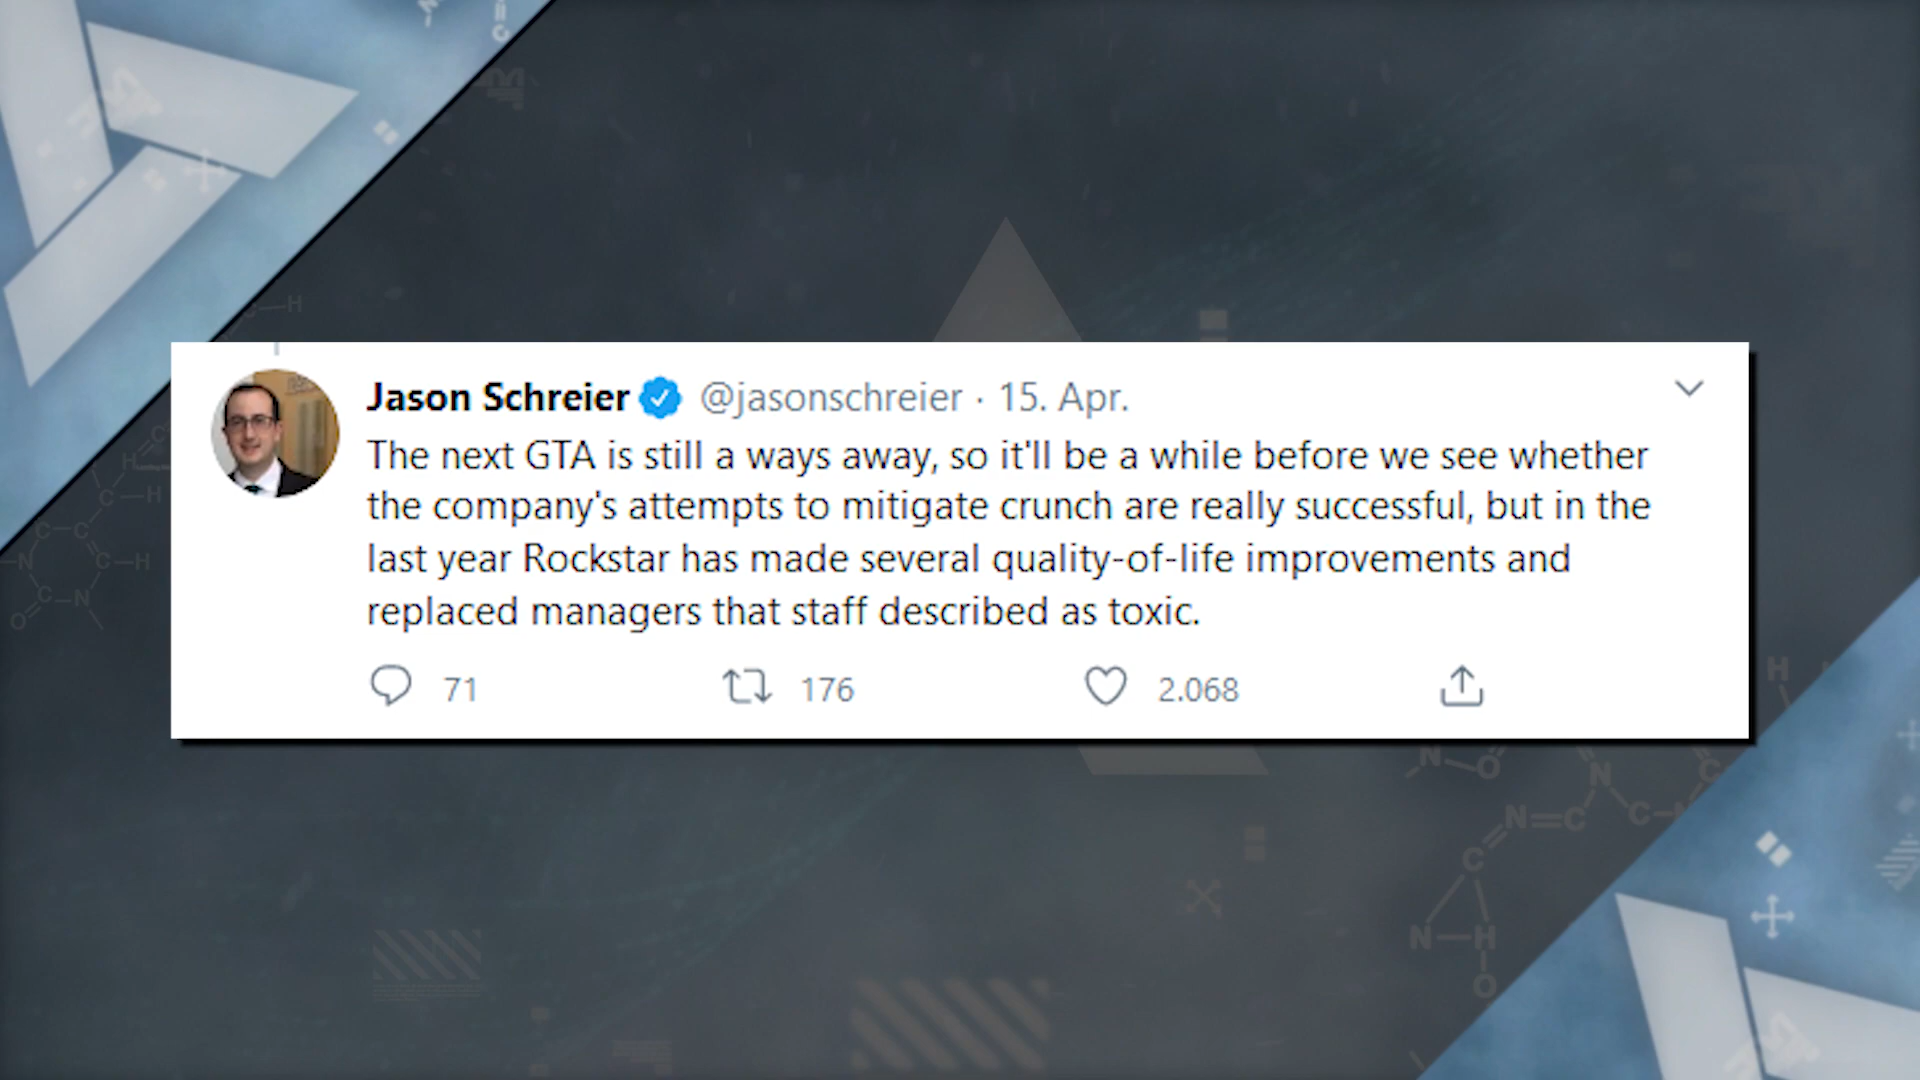 Jason Schreier @jasonschreier · 15. Apr.
The next GTA is still a ways away, so it'll be a while before we see whether
the company's attempts to mitigate crunch are really successful, but in the
last year Rockstar has made several quality-of-life improvements and
replaced managers that staff described as toxic.
71 176 2.068